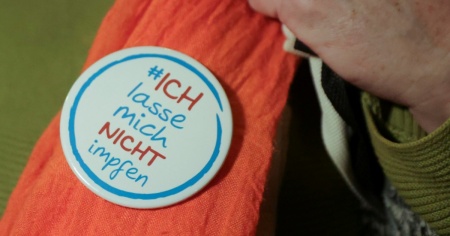 #ICH
lasse
mich
NICHT
impfen